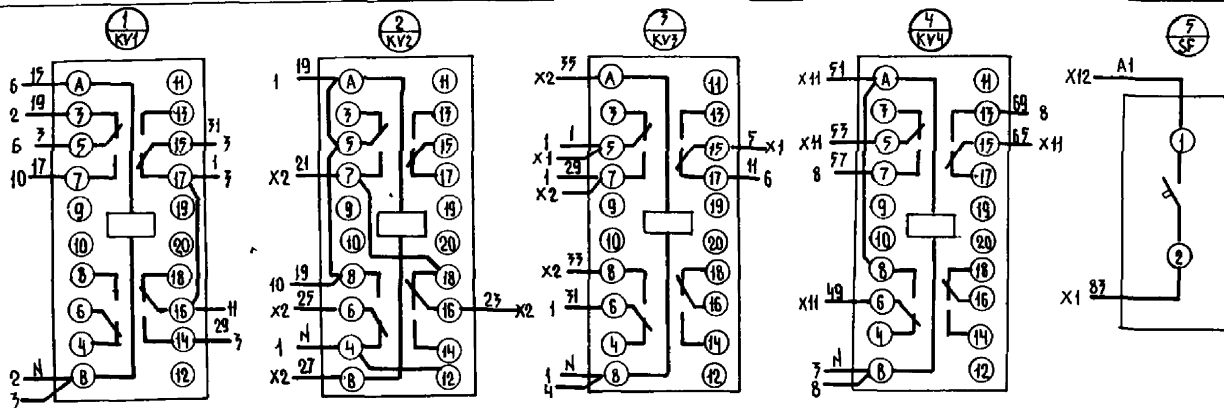 1
KV1
2
KV2
3
KV3
4
KV4
5
SF
6 15 A 11
2 19 3 13
6 3 5 15 31 3
10 17 7 17 1 3
9 19
10 20
8 18
6 16 11
4 14 29 3
2 N В 12
3
1 19 А 11
3 13
5 15
X2 21 7 17
9 19
10 20
10 19 8 18
X2 25 6 16 23 X2
1 N 4 14
X2 27 В 12
X2 35 А 11
3 13
1 1 5 15 5 X1
X1
1 29 7 17 11 6
X2
9 19
10 20
X2 33 8 18
1 31 6 16
4 14
1 N 8 12
4
X11 51 А 11
3 13 69 8
X11 53 5 15 65 X11
8 57 7 17
9 19
10 20
8 18
X11 49 6 16
4 14
3 N В 12
8
X12 A1
1
2
X1 83